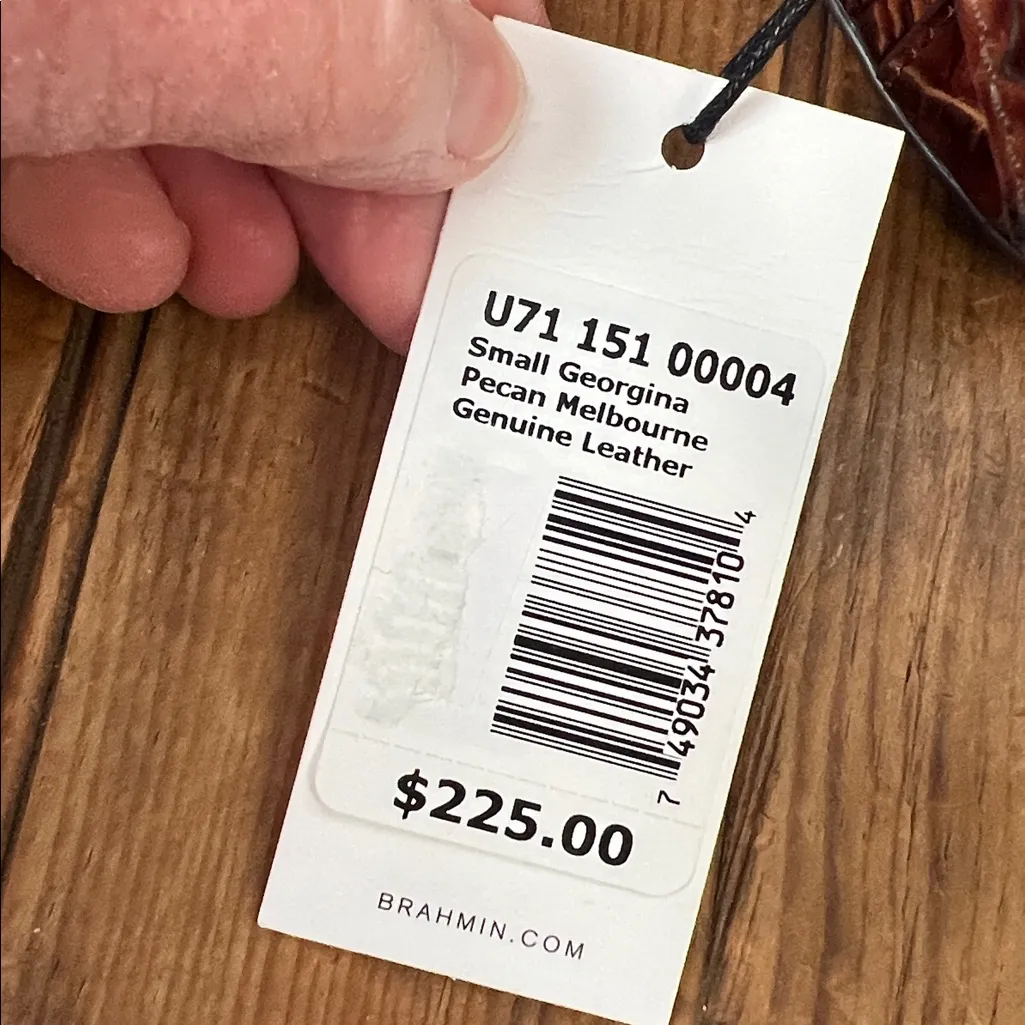 U71 151 00004
Small Georgina
Pecan Melbourne
Genuine Leather
7 49034 37810 4
$225.00
BRAHMIN.COM